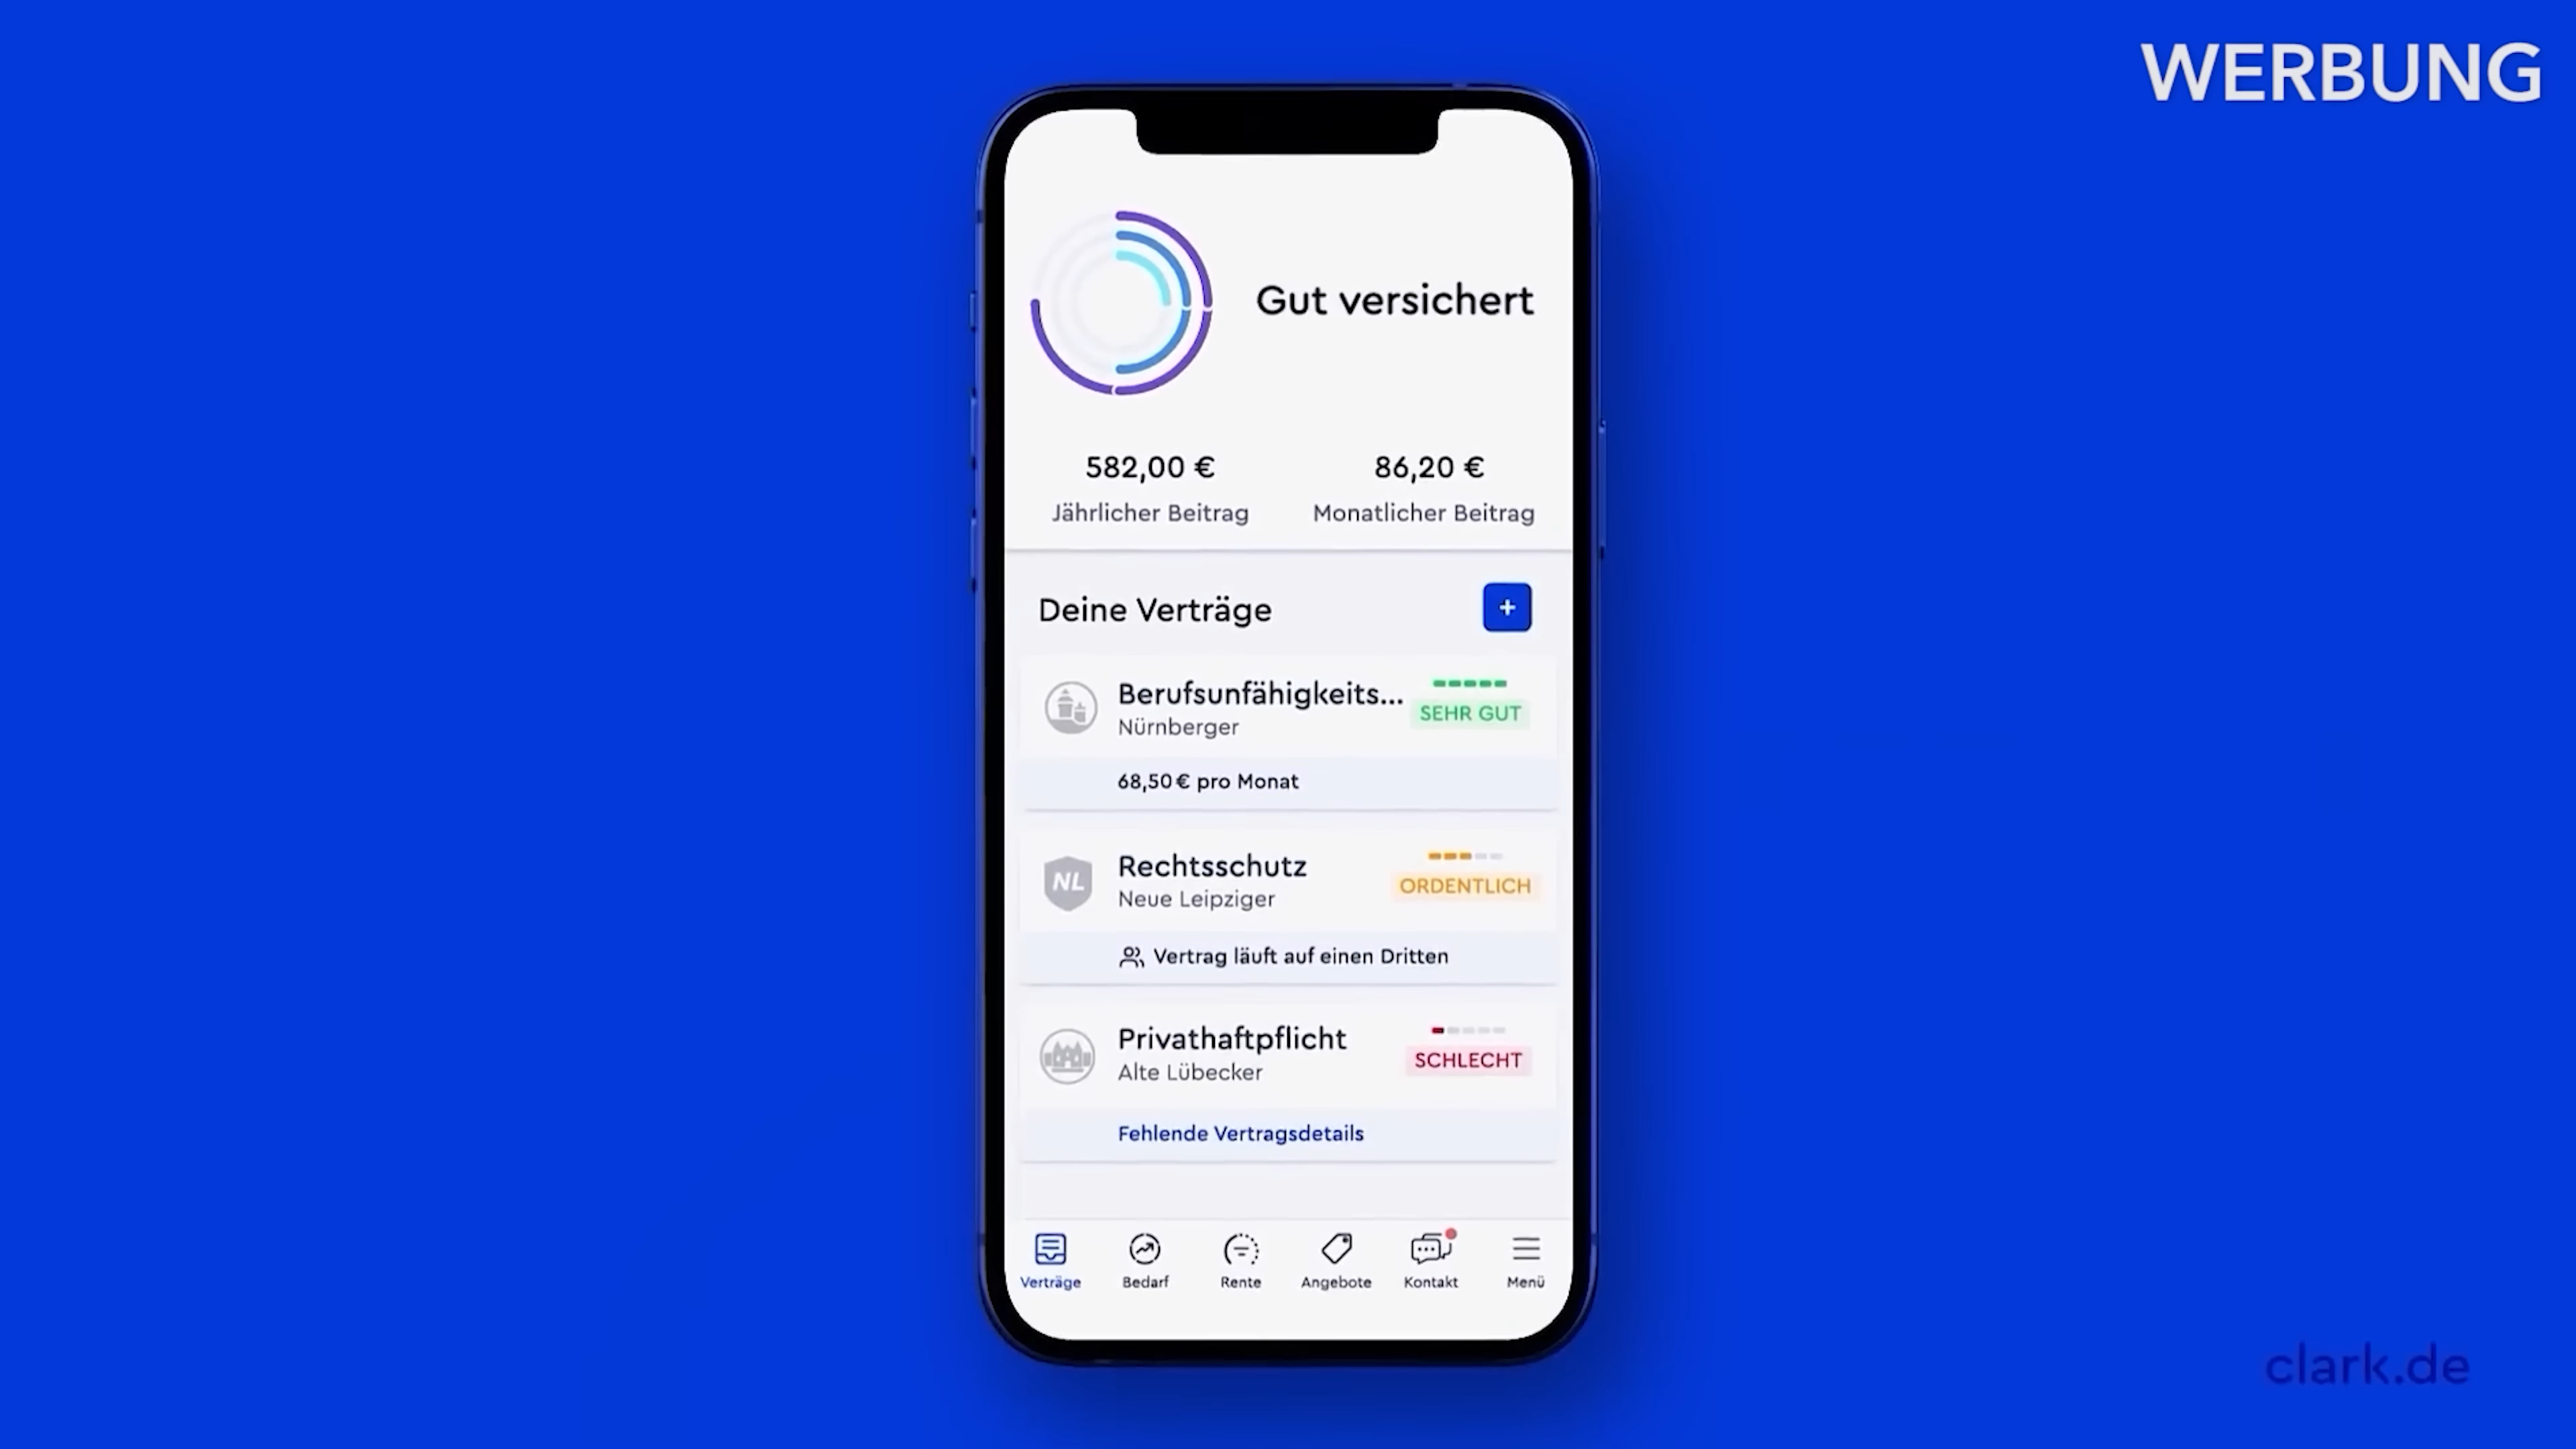 WERBUNG
Gut versichert
582,00 €
86,20 €
Jährlicher Beitrag
Monatlicher Beitrag
Deine Verträge
+
Berufsunfähigkeits...
SEHR GUT
Nürnberger
68,50 € pro Monat
NL
Rechtsschutz
ORDENTLICH
Neue Leipziger
Vertrag läuft auf einen Dritten
Privathaftpflicht
SCHLECHT
Alte Lübecker
Fehlende Vertragsdetails
Verträge
Bedarf
Rente
Angebote
Kontakt
Menü
clark.de